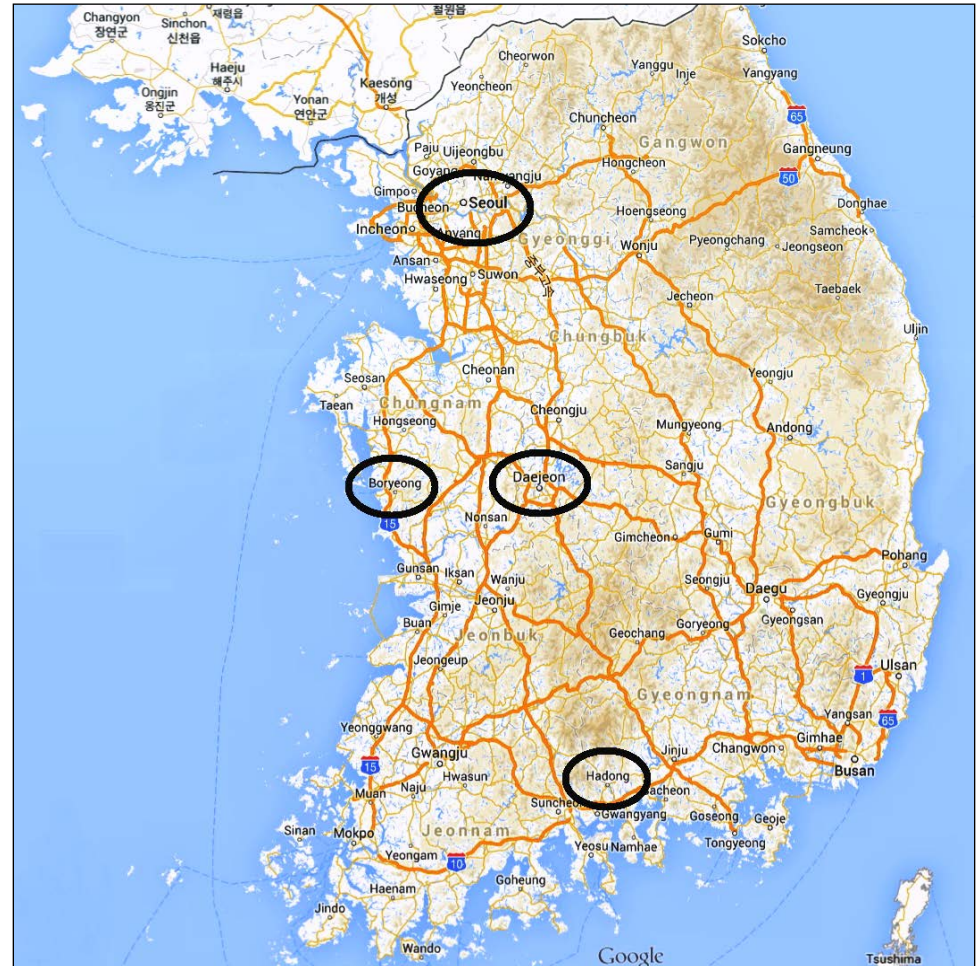 Changyon
장연군
Sinchon
신천읍
재령읍
철원읍
Haeju
해주시
Ongjin
옹진군
Yonan
연안군
Kaesŏng
개성
Cheorwon
Yeoncheon
Yanggu
Inje
Sokcho
Yangyang
65
Chuncheon
Gangwon
Gangneung
Paju
Uijeongbu
Hongcheon
50
Gimpo
Seoul
Hoengseong
Donghae
Incheon
Anyang
Gyeonggi
Wonju
Pyeongchang
Samcheok
Jeongseon
Ansan
Suwon
중부고속
Hwaseong
Jecheon
Taebaek
Chungbuk
Uljin
Cheonan
Seosan
Yeongju
Taean
Chungnam
Cheongju
Hongseong
Mungyeong
Andong
Sangju
Boryeong
Daejeon
Gyeongbuk
15
Nonsan
Gimcheon
Gumi
Pohang
Gunsan
Iksan
Wanju
Seongju
Daegu
Gyeongju
Gimje
Jeonju
Gyeongsan
Buan
Jeonbuk
Geochang
Goryeong
Jeongeup
Ulsan
1
Gyeongnam
Yeonggwang
Yangsan
65
Gwangju
Jinju
Changwon
Gimhae
15
Hwasun
Hadong
Busan
Muan
Naju
Gwangyang
Goseong
Geoje
Sinan
Mokpo
Jeonnam
Yeosu
Namhae
Tongyeong
Yeongam
10
Goheung
Haenam
Jindo
Wando
Google
Tsushima